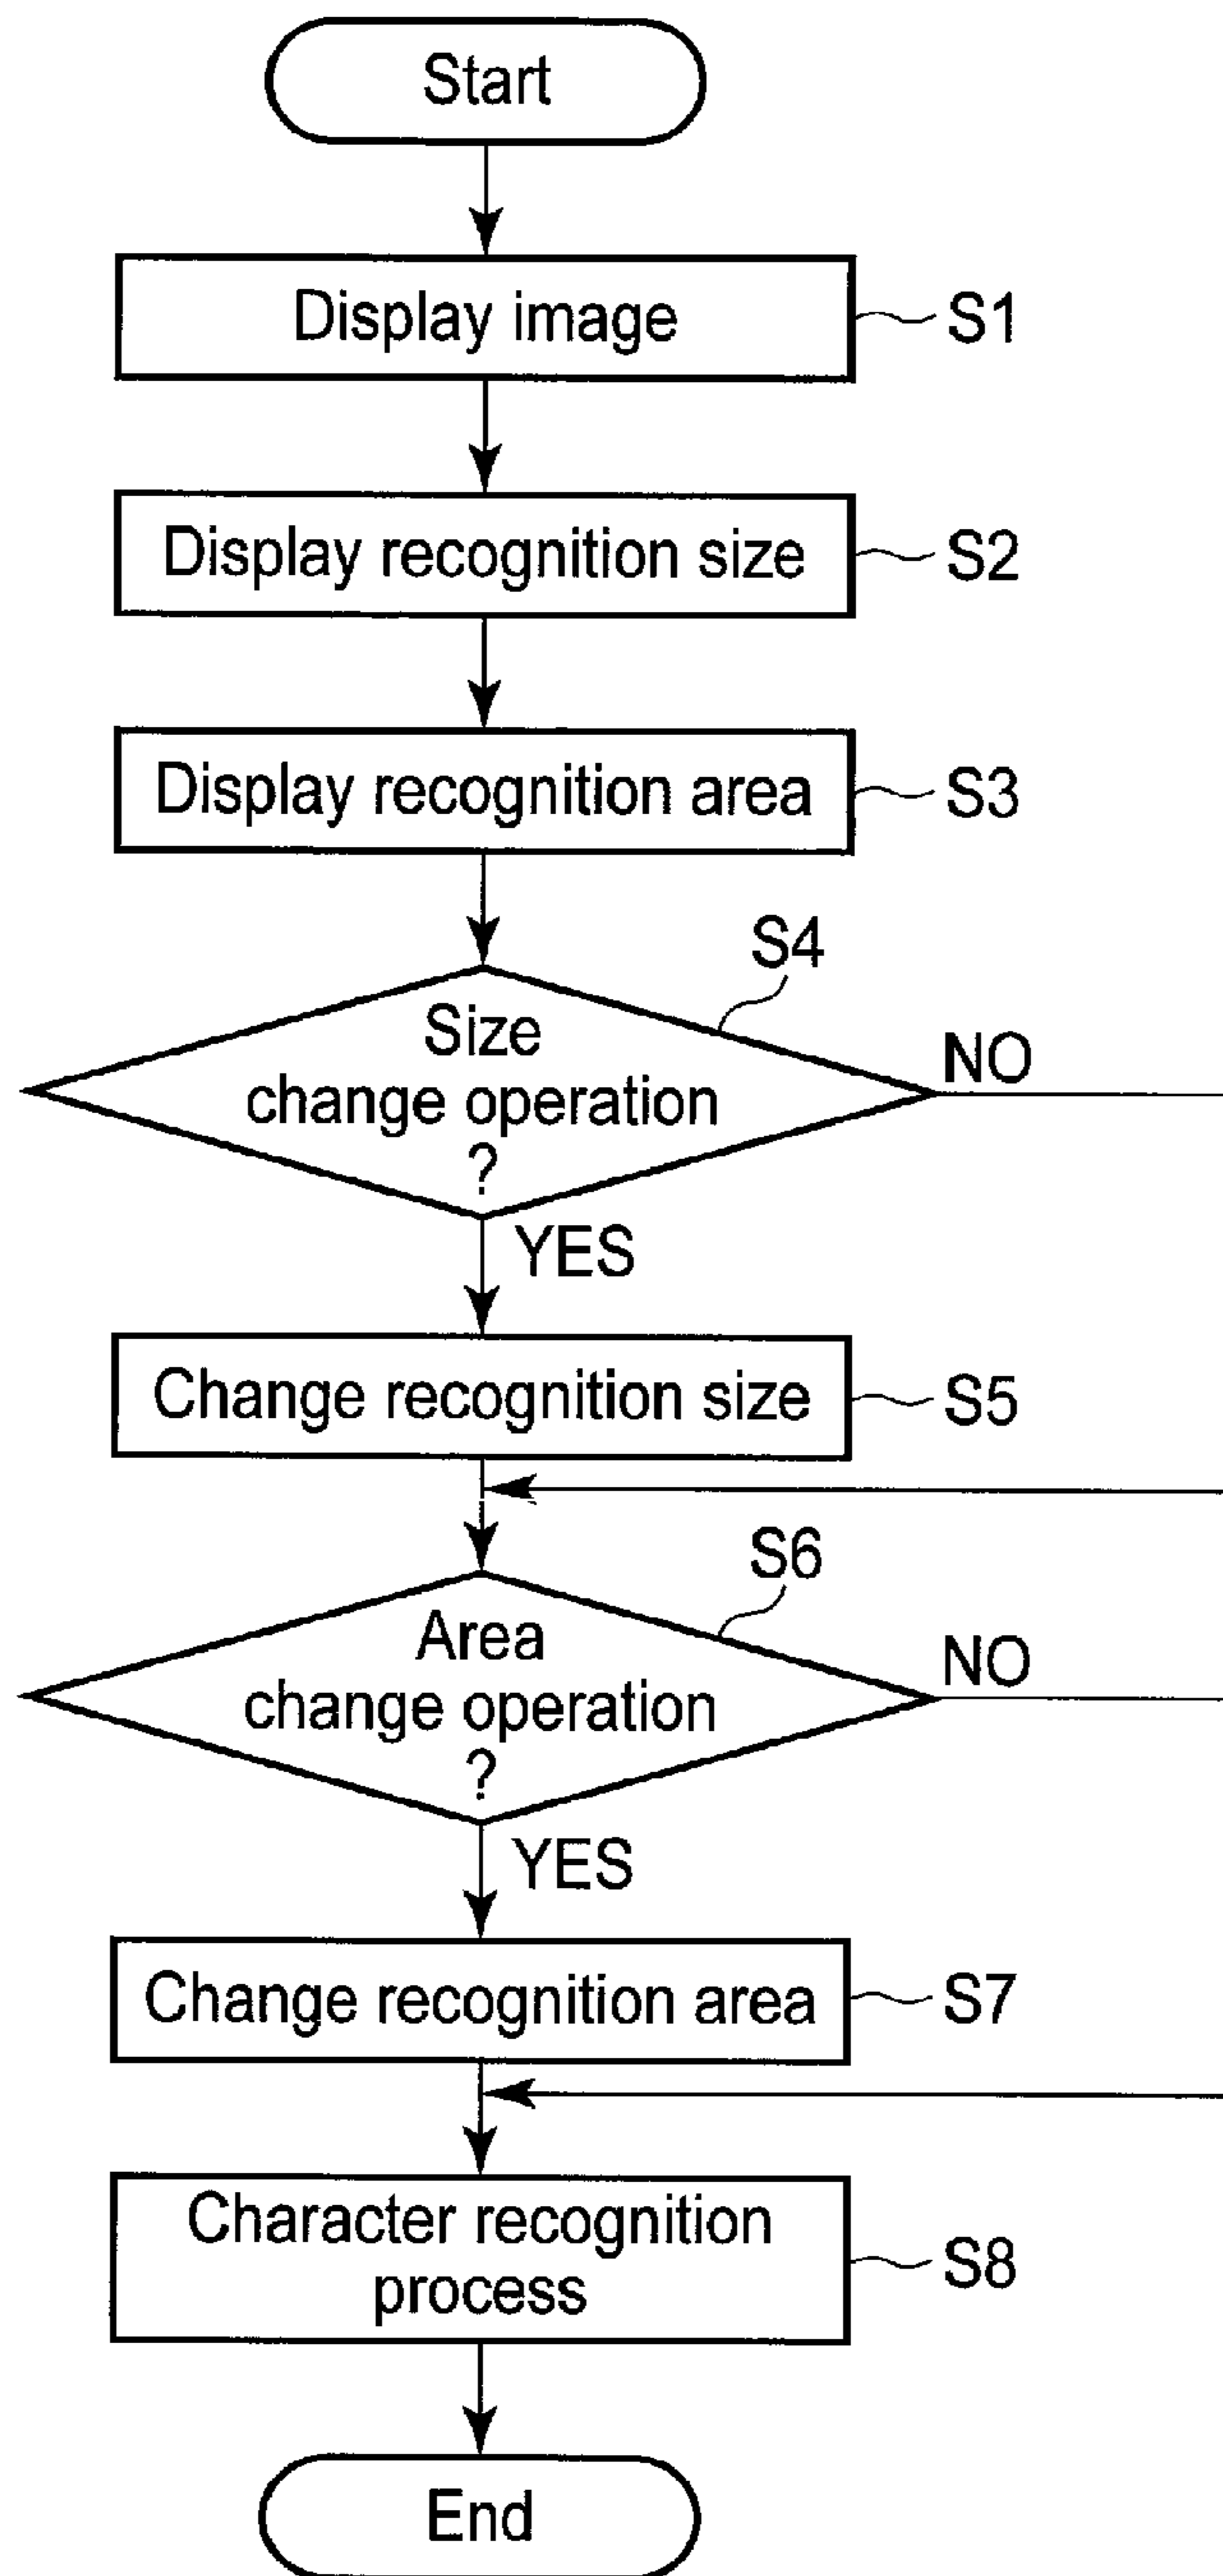 Start
Display image
S1
Display recognition size
S2
Display recognition area
S3
S4
Size
change operation
?
NO
YES
Change recognition size
S5
S6
Area
change operation
?
NO
YES
Change recognition area
S7
Character recognition
process
S8
End